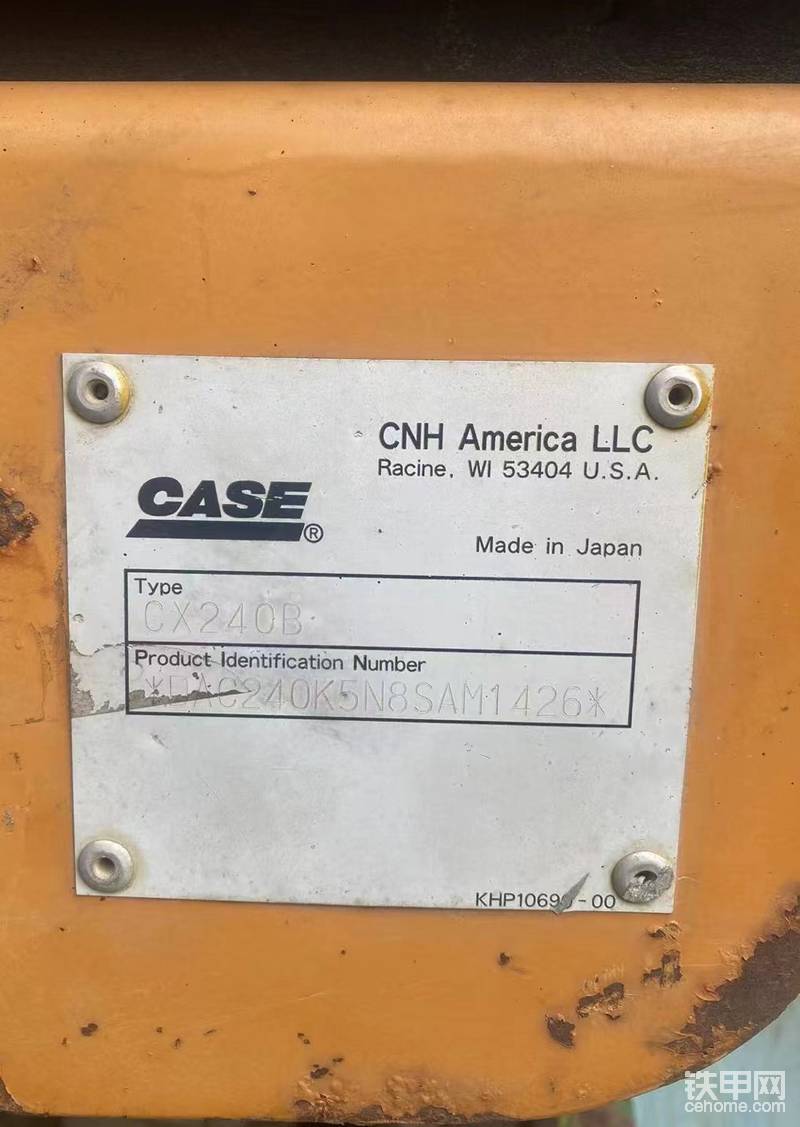 CNH America LLC
Racine, WI 53404 U.S.A.
CASE®
Made in Japan
Type
CX240B
Product Identification Number
*DAC240K5N8SAM1426*
铁甲网
cehome.com